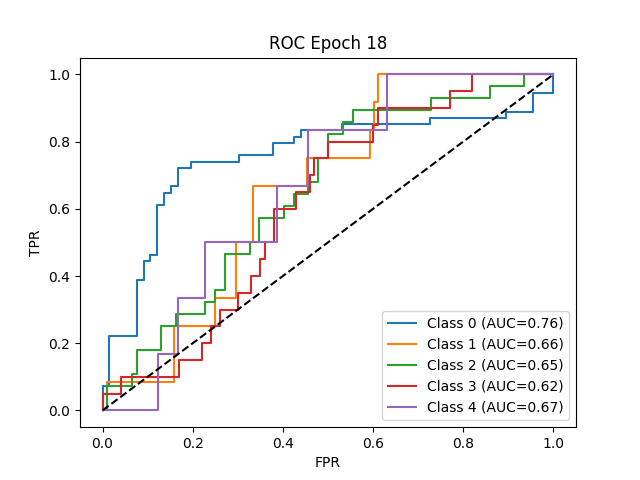 ROC Epoch 18
TPR
1.0
0.8
0.6
0.4
0.2
0.0
Class 0 (AUC=0.76)
Class 1 (AUC=0.66)
Class 2 (AUC=0.65)
Class 3 (AUC=0.62)
Class 4 (AUC=0.67)
0.0 0.2 0.4 0.6 0.8 1.0
FPR